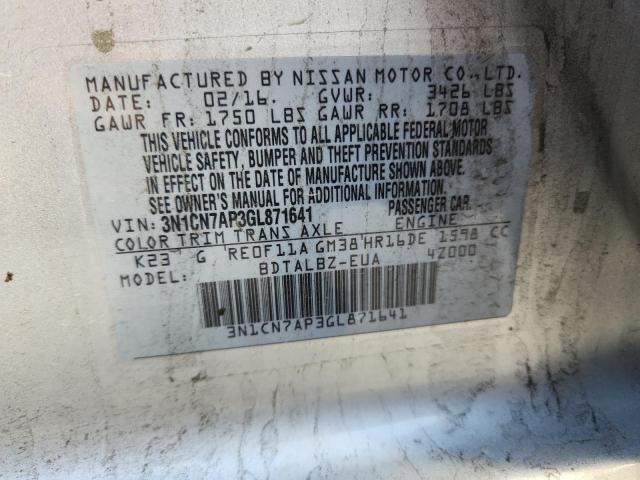 MANUFACTURED BY NISSAN MOTOR CO., LTD.
DATE: 02/16. GVWR: 3426 LBS
GAWR FR: 1750 LBS GAWR RR: 1708 LBS
THIS VEHICLE CONFORMS TO ALL APPLICABLE FEDERAL MOTOR
VEHICLE SAFETY, BUMPER AND THEFT PREVENTION STANDARDS
IN EFFECT ON THE DATE OF MANUFACTURE SHOWN ABOVE.
SEE OWNER'S MANUAL FOR ADDITIONAL INFORMATION.
VIN: 3N1CN7AP3GL871641 PASSENGER CAR
COLOR TRIM TRANS AXLE ENGINE
K23 G RE0F11A GM38 HR16DE 1598 CC
MODEL: BDTALBZ-EUA 4Z000
3N1CN7AP3GL871641